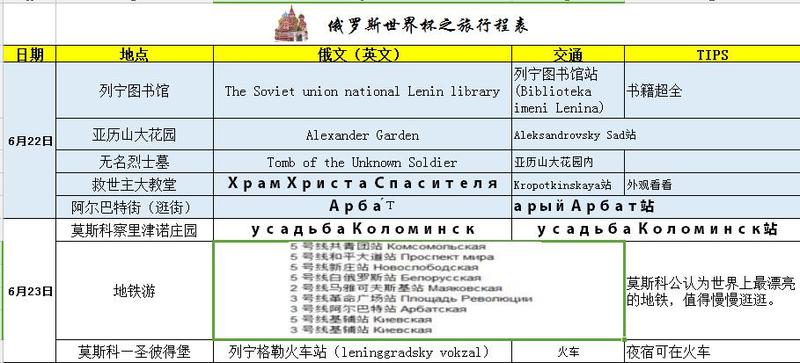 俄罗斯世界杯之旅行程表
日期 地点 俄文（英文） 交通 TIPS
6月22日
列宁图书馆 The Soviet union national Lenin library 列宁图书馆站 (Biblioteka imeni Lenina) 书籍超全
亚历山大花园 Alexander Garden Aleksandrovsky Sad站
无名烈士墓 Tomb of the Unknown Soldier 亚历山大花园内
救世主大教堂 Храм Христа Спасителя Kropotkinskaya站 外观看看
阿尔巴特街（逛街） Арба́т арый Арбат站
6月23日
莫斯科察里津诺庄园 усадьба Коломинск усадьба Коломинск站
地铁游
5 号线共青团站 Комсомольская
5 号线和平大道站 Проспект мира
5 号线新庄站 Новослободская
5 号线白俄罗斯站 Белорусская
2 号线马雅可夫斯基站 Маяковская
3 号线革命广场站 Площадь Революции
3 号线阿尔巴特站 Арбатская
5 号线基辅站 Киевская
3 号线基辅站 Киевская
莫斯科公认为世界上最漂亮的地铁，值得慢慢逛逛。
莫斯科一圣彼得堡 列宁格勒火车站（leninggradsky vokzal） 火车 夜宿可在火车